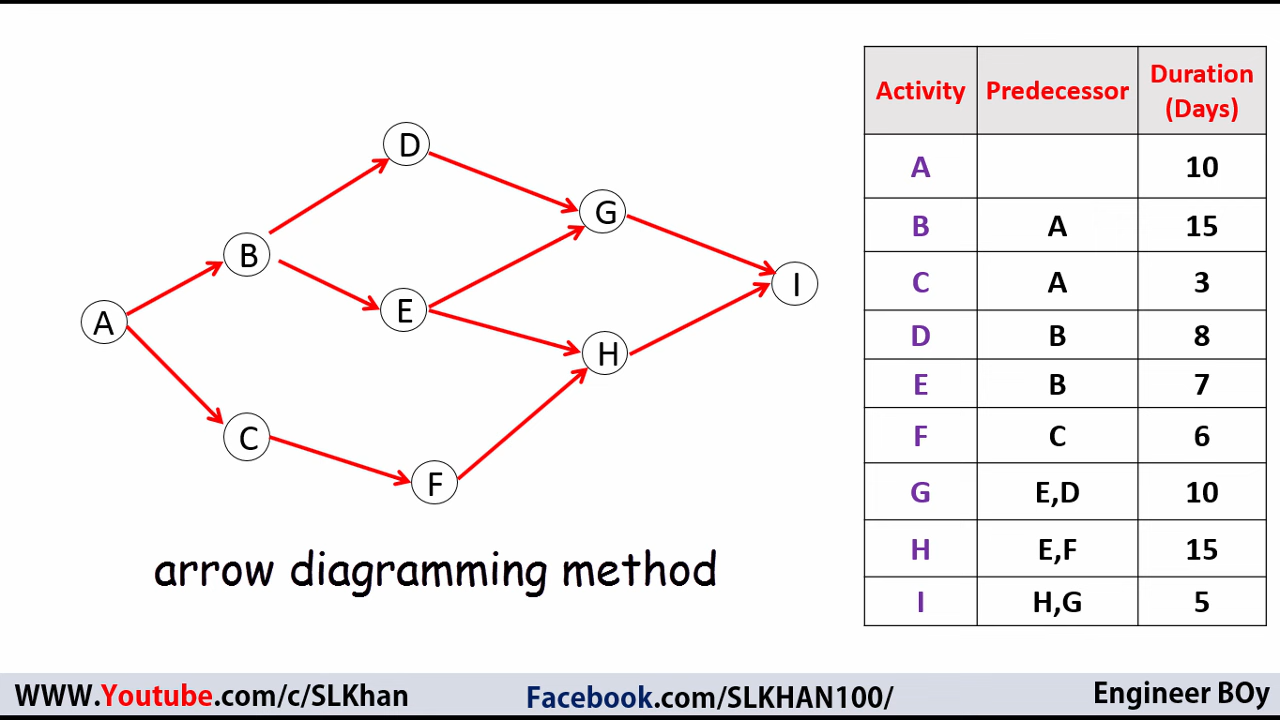 D
G
B
I
E
A
H
C
F
arrow diagramming method
Activity Predecessor Duration (Days)
A 10
B A 15
C A 3
D B 8
E B 7
F C 6
G E,D 10
H E,F 15
I H,G 5
WWW.Youtube.com/c/SLKhan Facebook.com/SLKHAN100/ Engineer BOy